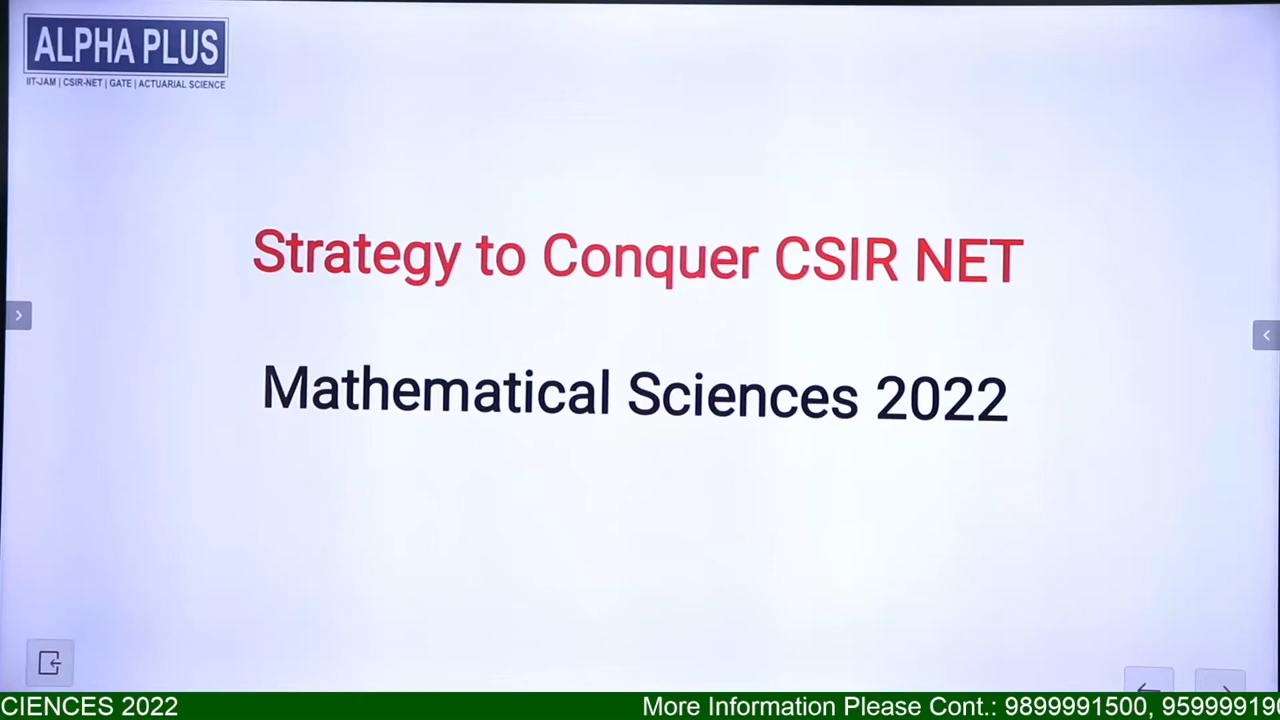 ALPHA PLUS
IIT-JAM | CSIR-NET | GATE | ACTUARIAL SCIENCE
Strategy to Conquer CSIR NET
Mathematical Sciences 2022
CIENCES 2022 More Information Please Cont.: 9899991500, 959999190